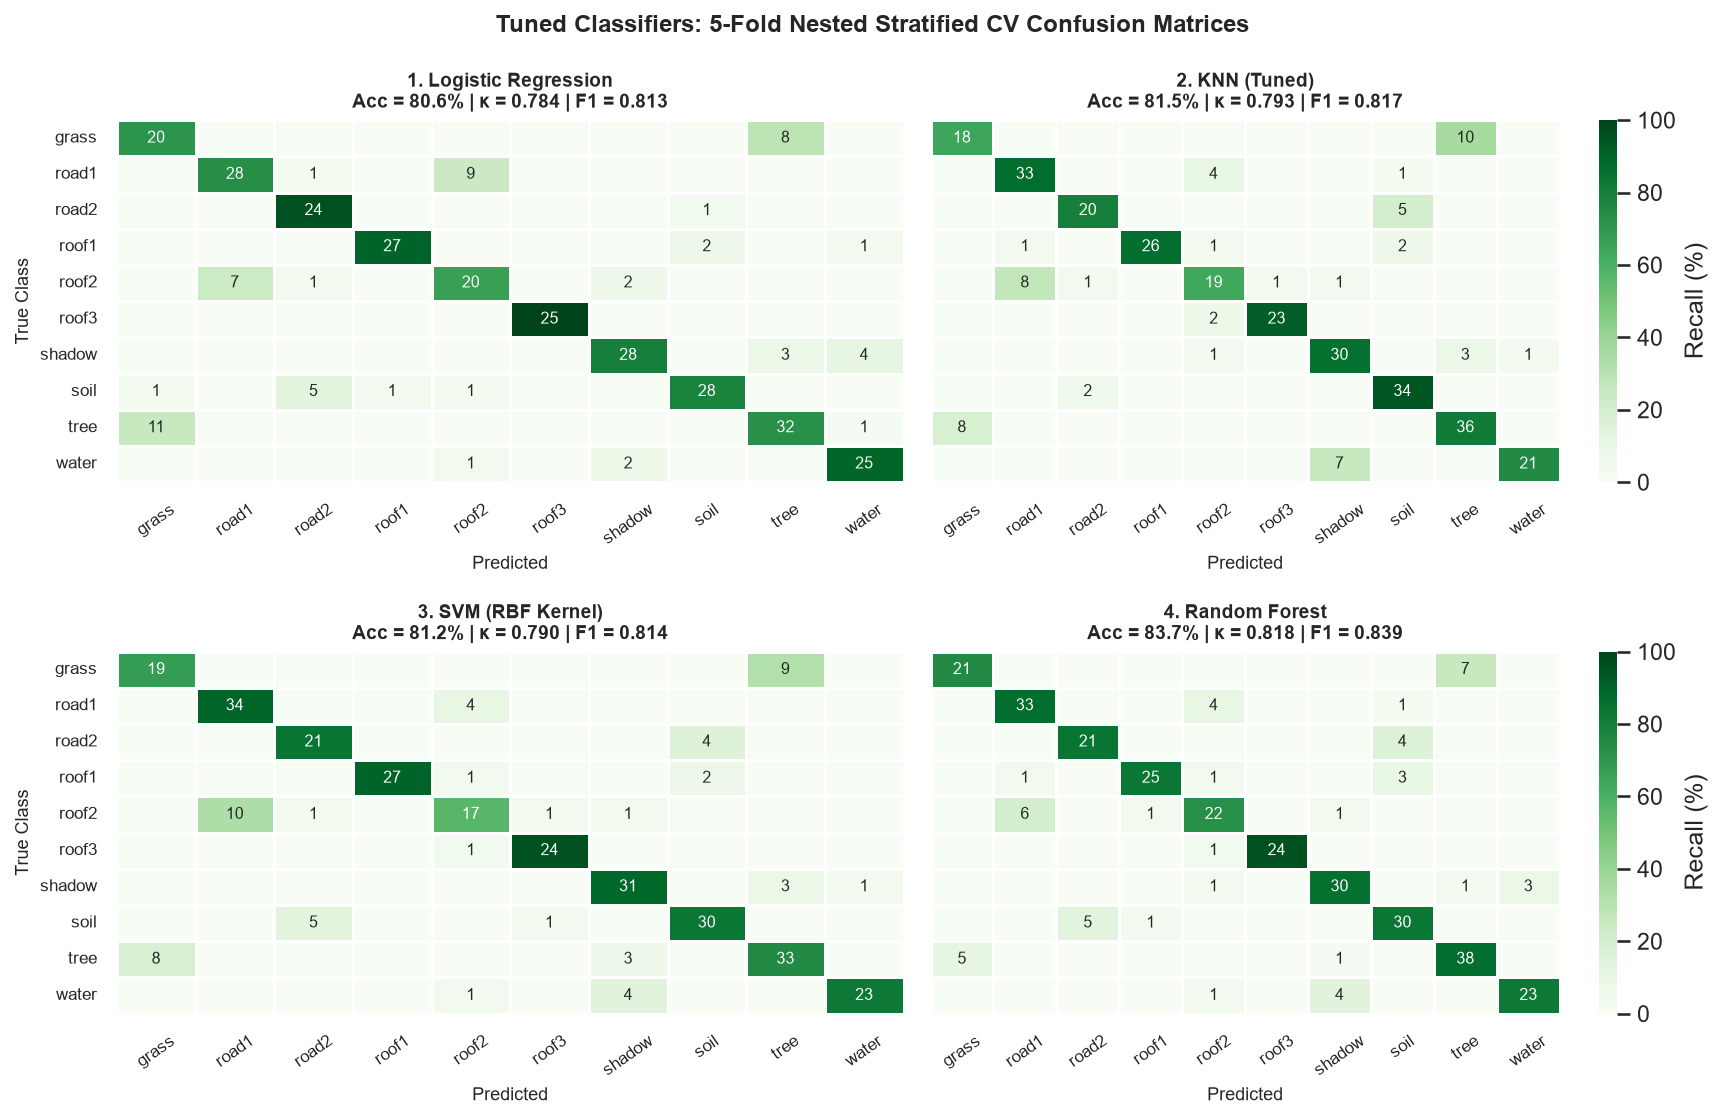 Tuned Classifiers: 5-Fold Nested Stratified CV Confusion Matrices
1. Logistic Regression
Acc = 80.6% | κ = 0.784 | F1 = 0.813
True Class
grass 20 8
road1 28 1 9
road2 24 1
roof1 27 2 1
roof2 7 1 20 2
roof3 25
shadow 28 3 4
soil 1 5 1 1 28
tree 11 32 1
water 1 2 25
grass road1 road2 roof1 roof2 roof3 shadow soil tree water
Predicted
2. KNN (Tuned)
Acc = 81.5% | κ = 0.793 | F1 = 0.817
18 10
33 4 1
20 5
1 26 1 2
8 1 19 1 1
2 23
1 30 3 1
2 34
8 36
7 21
grass road1 road2 roof1 roof2 roof3 shadow soil tree water
Predicted
100
80
60
40
20
0
Recall (%)
3. SVM (RBF Kernel)
Acc = 81.2% | κ = 0.790 | F1 = 0.814
True Class
grass 19 9
road1 34 4
road2 21 4
roof1 27 1 2
roof2 10 1 17 1 1
roof3 1 24
shadow 31 3 1
soil 5 1 30
tree 8 3 33
water 1 4 23
grass road1 road2 roof1 roof2 roof3 shadow soil tree water
Predicted
4. Random Forest
Acc = 83.7% | κ = 0.818 | F1 = 0.839
21 7
33 4 1
21 4
1 25 1 3
6 1 22 1
1 24
1 30 1 3
5 1 30
5 1 38
1 4 23
grass road1 road2 roof1 roof2 roof3 shadow soil tree water
Predicted
100
80
60
40
20
0
Recall (%)